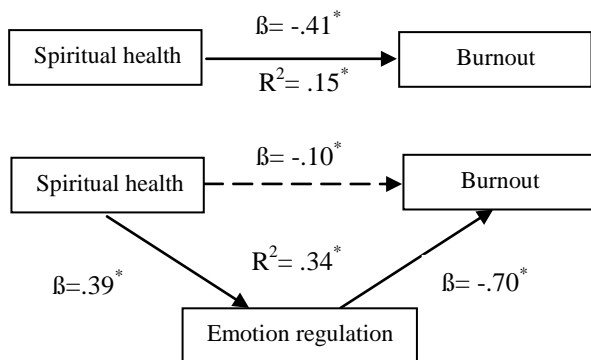 ß= -.41*
Spiritual health
Burnout
R²= .15*
ß= -.10*
Spiritual health
Burnout
R²= .34*
ß=.39*
ß= -.70*
Emotion regulation